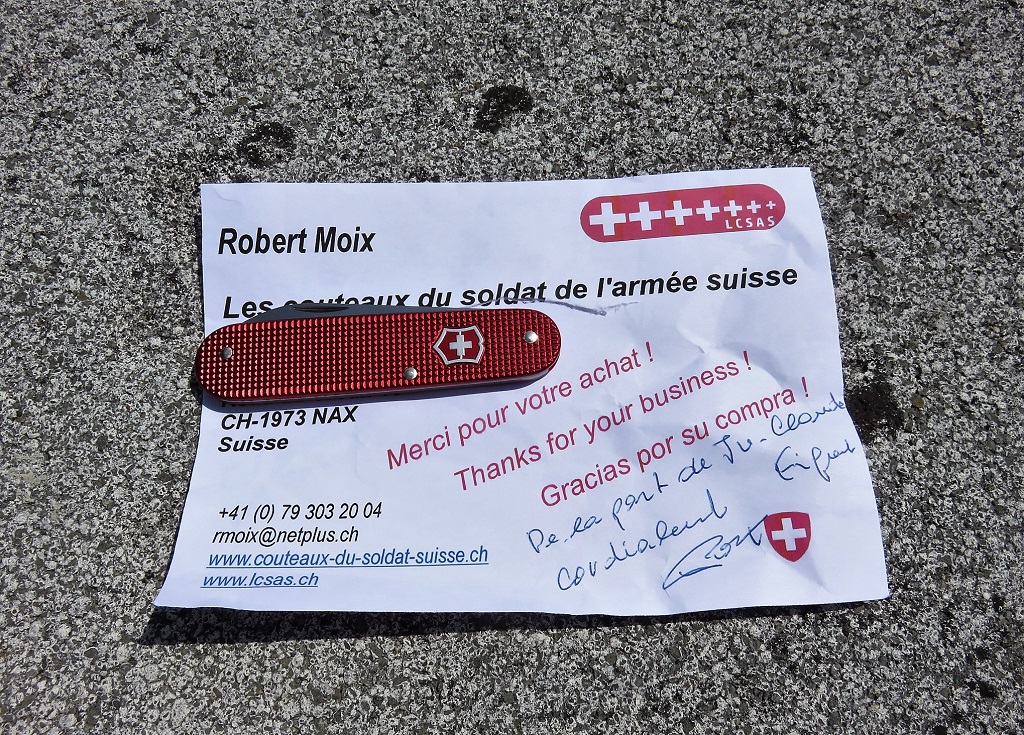 LCSAS
Robert Moix
Les couteaux du soldat de l'armée suisse
CH-1973 NAX
Suisse
Merci pour votre achat !
Thanks for your business !
Gracias por su compra !
De la part de Jn-Claude
cordialement
+41 (0) 79 303 20 04
rmoix@netplus.ch
www.couteaux-du-soldat-suisse.ch
www.lcsas.ch